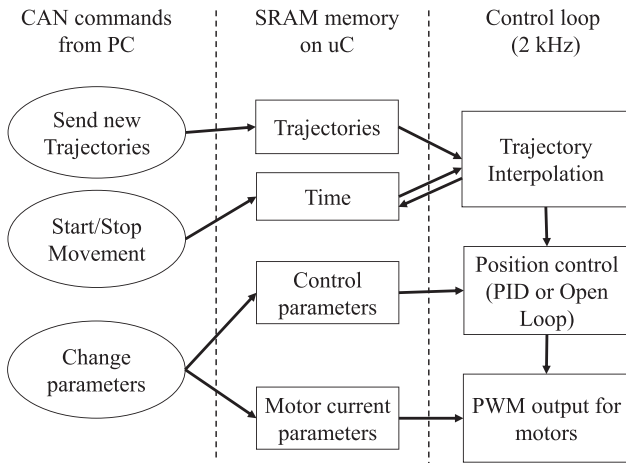 CAN commands
from PC
SRAM memory
on uC
Control loop
(2 kHz)
Send new
Trajectories
Trajectories
Trajectory
Interpolation
Start/Stop
Movement
Time
Control
parameters
Position control
(PID or Open
Loop)
Change
parameters
Motor current
parameters
PWM output for
motors